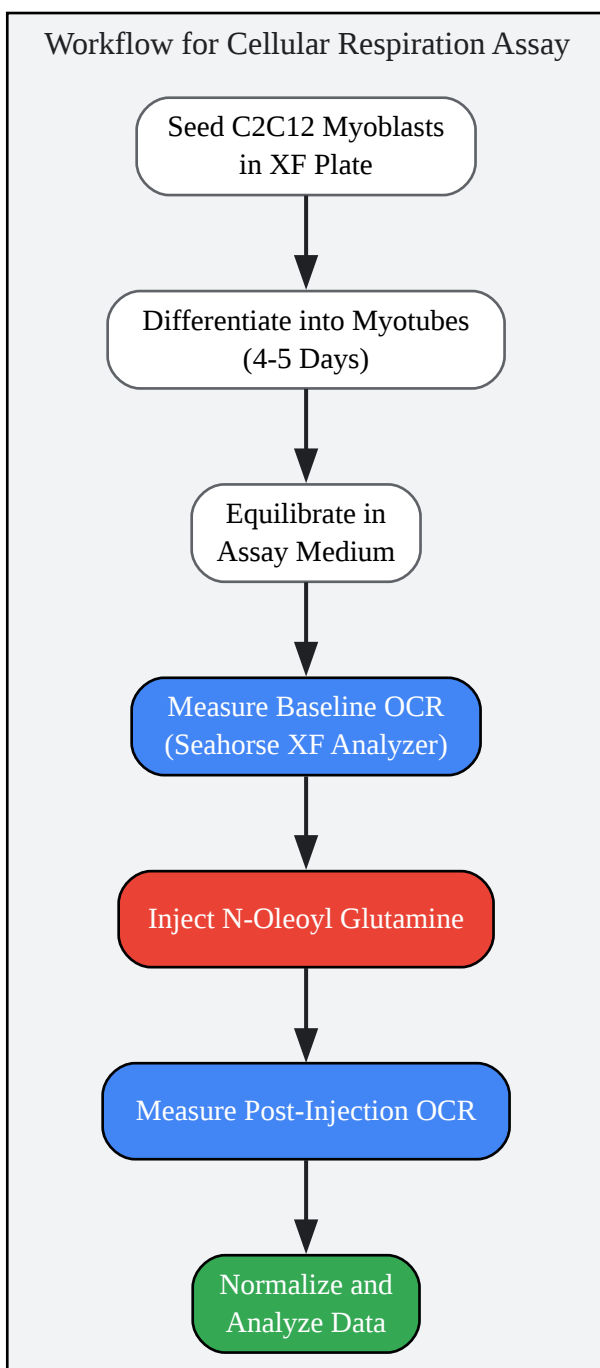 Workflow for Cellular Respiration Assay
Seed C2C12 Myoblasts
in XF Plate
Differentiate into Myotubes
(4-5 Days)
Equilibrate in
Assay Medium
Measure Baseline OCR
(Seahorse XF Analyzer)
Inject N-Oleoyl Glutamine
Measure Post-Injection OCR
Normalize and
Analyze Data